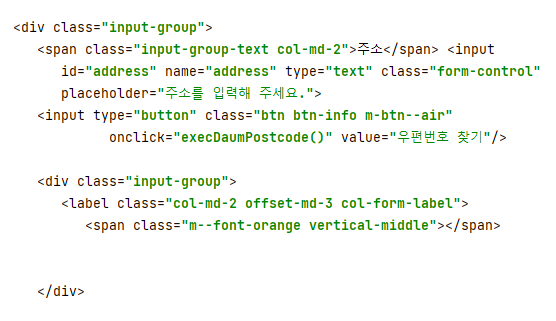 <div class="input-group">
<span class="input-group-text col-md-2">주소</span> <input
id="address" name="address" type="text" class="form-control"
placeholder="주소를 입력해 주세요.">
<input type="button" class="btn btn-info m-btn--air"
onclick="execDaumPostcode()" value="우편번호 찾기"/>
<div class="input-group">
<label class="col-md-2 offset-md-3 col-form-label">
<span class="m--font-orange vertical-middle"></span>
</div>